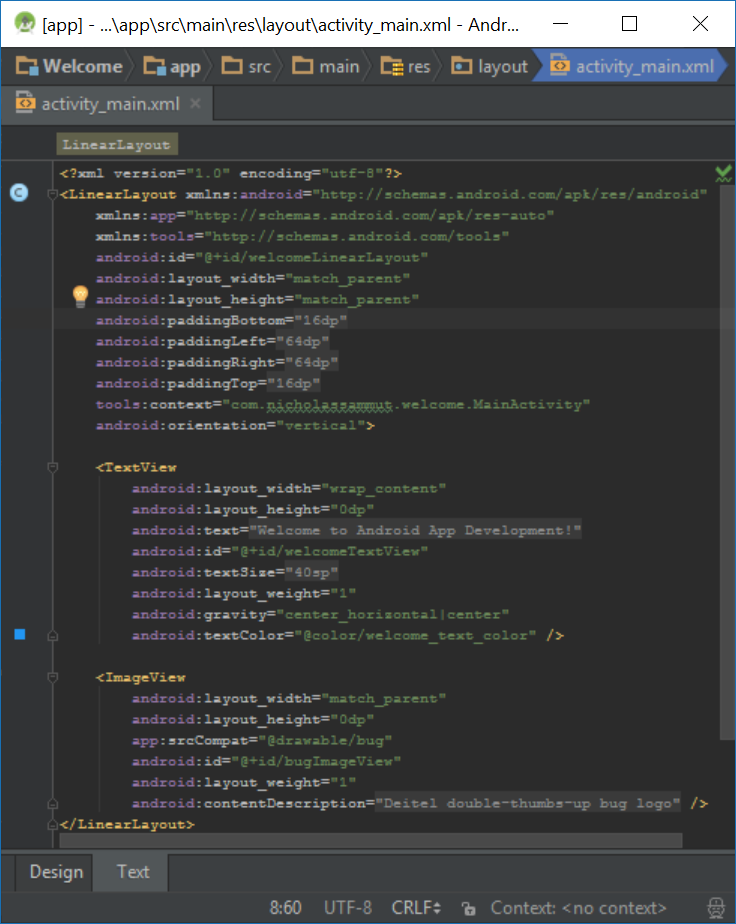 [app] - ...\app\src\main\res\layout\activity_main.xml - Andr...
Welcome app src main res layout activity_main.xml
activity_main.xml
LinearLayout
<?xml version="1.0" encoding="utf-8"?>
<LinearLayout xmlns:android="http://schemas.android.com/apk/res/android"
    xmlns:app="http://schemas.android.com/apk/res-auto"
    xmlns:tools="http://schemas.android.com/tools"
    android:id="@+id/welcomeLinearLayout"
    android:layout_width="match_parent"
    android:layout_height="match_parent"
    android:paddingBottom="16dp"
    android:paddingLeft="64dp"
    android:paddingRight="64dp"
    android:paddingTop="16dp"
    tools:context="com.nicholassammut.welcome.MainActivity"
    android:orientation="vertical">
    <TextView
        android:layout_width="wrap_content"
        android:layout_height="0dp"
        android:text="Welcome to Android App Development!"
        android:id="@+id/welcomeTextView"
        android:textSize="40sp"
        android:layout_weight="1"
        android:gravity="center_horizontal|center"
        android:textColor="@color/welcome_text_color" />
    <ImageView
        android:layout_width="match_parent"
        android:layout_height="0dp"
        app:srcCompat="@drawable/bug"
        android:id="@+id/bugImageView"
        android:layout_weight="1"
        android:contentDescription="Deitel double-thumbs-up bug logo" />
</LinearLayout>
Design Text
8:60 UTF-8 CRLF Context: <no context>